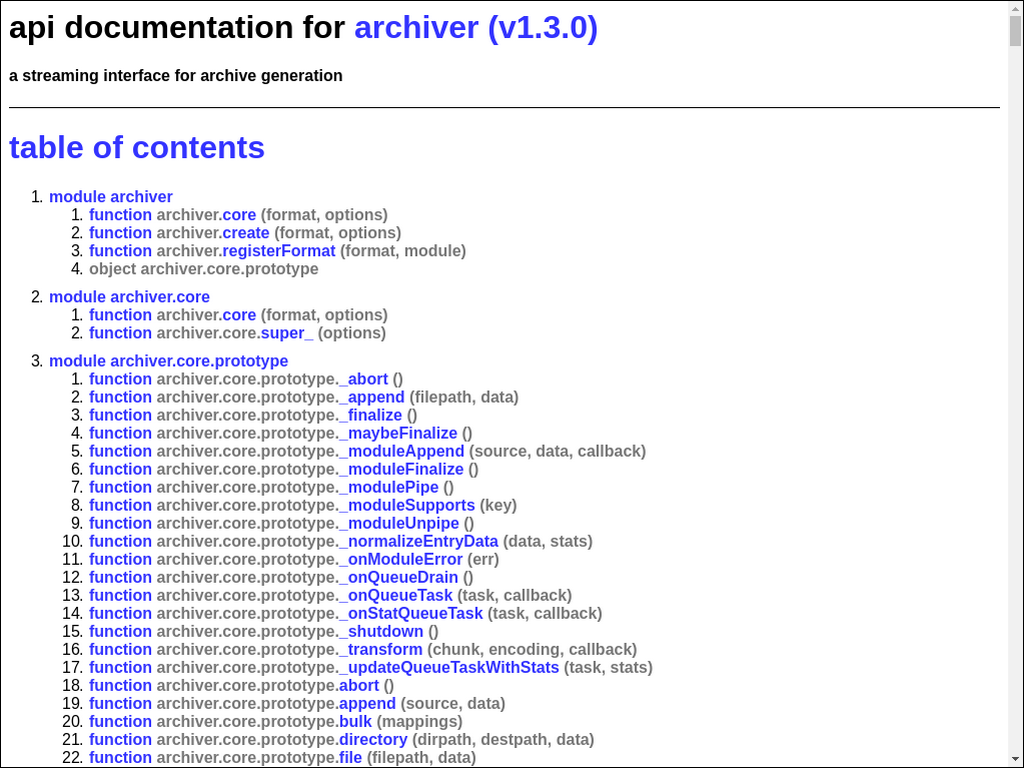 api documentation for archiver (v1.3.0)
a streaming interface for archive generation
table of contents
1. module archiver
1. function archiver.core (format, options)
2. function archiver.create (format, options)
3. function archiver.registerFormat (format, module)
4. object archiver.core.prototype
2. module archiver.core
1. function archiver.core (format, options)
2. function archiver.core.super_ (options)
3. module archiver.core.prototype
1. function archiver.core.prototype._abort ()
2. function archiver.core.prototype._append (filepath, data)
3. function archiver.core.prototype._finalize ()
4. function archiver.core.prototype._maybeFinalize ()
5. function archiver.core.prototype._moduleAppend (source, data, callback)
6. function archiver.core.prototype._moduleFinalize ()
7. function archiver.core.prototype._modulePipe ()
8. function archiver.core.prototype._moduleSupports (key)
9. function archiver.core.prototype._moduleUnpipe ()
10. function archiver.core.prototype._normalizeEntryData (data, stats)
11. function archiver.core.prototype._onModuleError (err)
12. function archiver.core.prototype._onQueueDrain ()
13. function archiver.core.prototype._onQueueTask (task, callback)
14. function archiver.core.prototype._onStatQueueTask (task, callback)
15. function archiver.core.prototype._shutdown ()
16. function archiver.core.prototype._transform (chunk, encoding, callback)
17. function archiver.core.prototype._updateQueueTaskWithStats (task, stats)
18. function archiver.core.prototype.abort ()
19. function archiver.core.prototype.append (source, data)
20. function archiver.core.prototype.bulk (mappings)
21. function archiver.core.prototype.directory (dirpath, destpath, data)
22. function archiver.core.prototype.file (filepath, data)